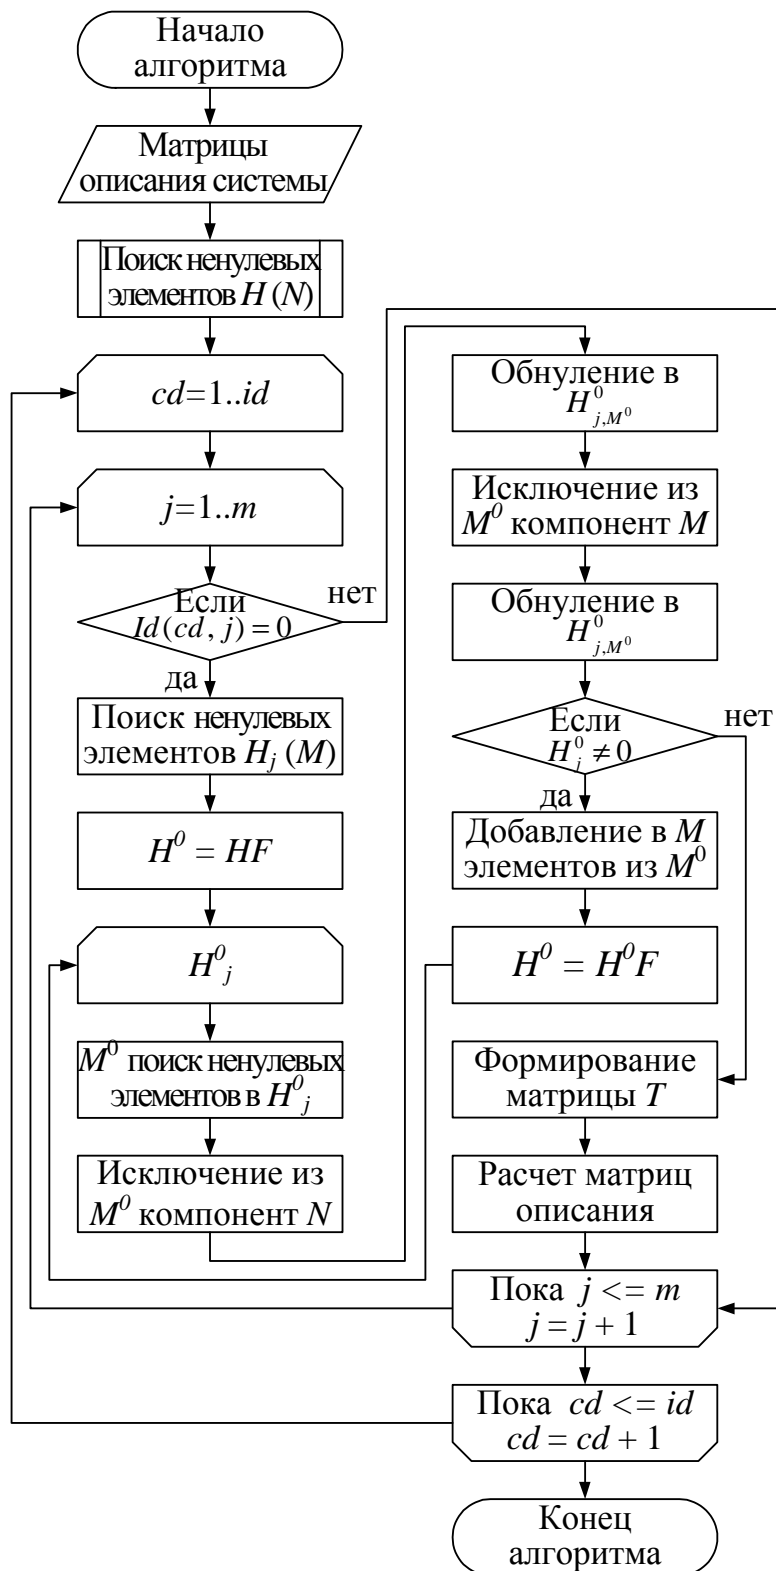 Начало
алгоритма
Матрицы
описания системы
Поиск ненулевых
элементов H (N)
cd=1..id
j=1..m
Если
Id(cd, j) = 0
нет
да
Поиск ненулевых
элементов H_j (M)
H^0 = HF
H^0_j
M^0 поиск ненулевых
элементов в H^0_j
Исключение из
M^0 компонент N
Обнуление в
H^0_{j,M^0}
Исключение из
M^0 компонент M
Обнуление в
H^0_{j,M^0}
Если
H^0_j ≠ 0
нет
да
Добавление в M
элементов из M^0
H^0 = H^0F
Формирование
матрицы T
Расчет матриц
описания
Пока j <= m
j = j + 1
Пока cd <= id
cd = cd + 1
Конец
алгоритма